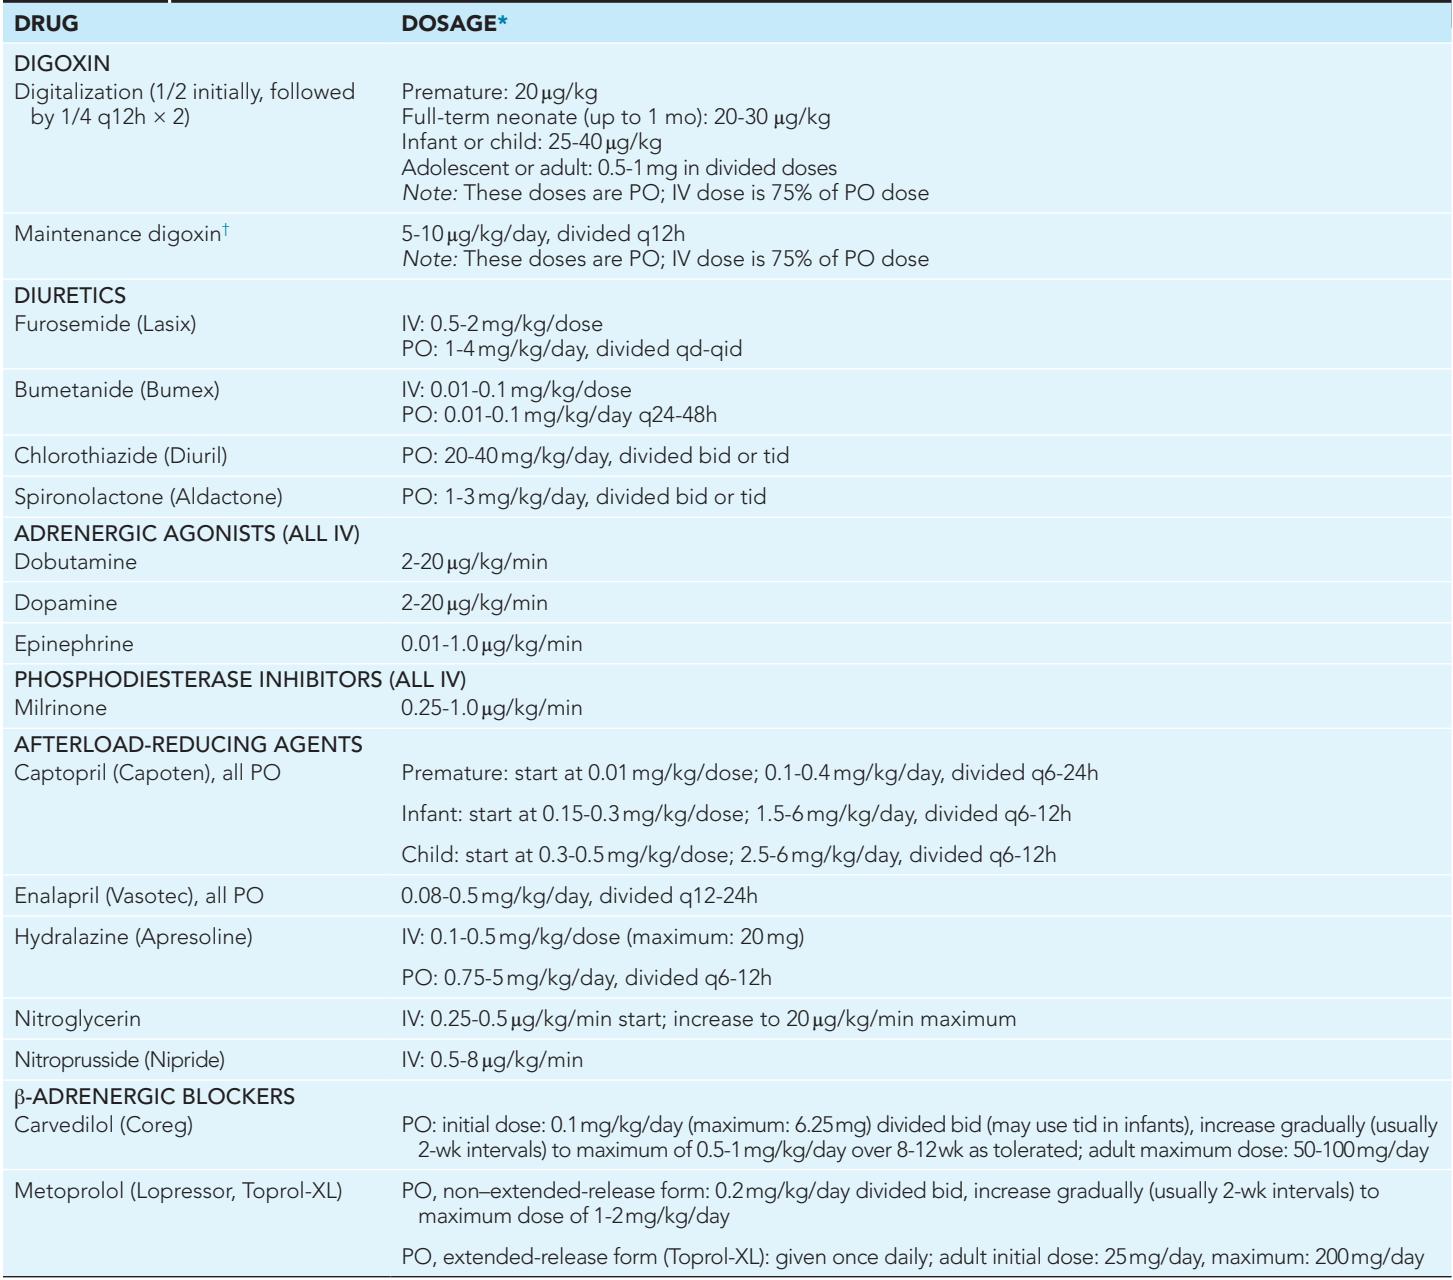 DRUG DOSAGE*
DIGOXIN
Digitalization (1/2 initially, followed
by 1/4 q12h × 2)
Premature: 20 µg/kg
Full-term neonate (up to 1 mo): 20-30 µg/kg
Infant or child: 25-40 µg/kg
Adolescent or adult: 0.5-1 mg in divided doses
Note: These doses are PO; IV dose is 75% of PO dose
Maintenance digoxin† 5-10 µg/kg/day, divided q12h
Note: These doses are PO; IV dose is 75% of PO dose
DIURETICS
Furosemide (Lasix) IV: 0.5-2 mg/kg/dose
PO: 1-4 mg/kg/day, divided qd-qid
Bumetanide (Bumex) IV: 0.01-0.1 mg/kg/dose
PO: 0.01-0.1 mg/kg/day q24-48h
Chlorothiazide (Diuril) PO: 20-40 mg/kg/day, divided bid or tid
Spironolactone (Aldactone) PO: 1-3 mg/kg/day, divided bid or tid
ADRENERGIC AGONISTS (ALL IV)
Dobutamine 2-20 µg/kg/min
Dopamine 2-20 µg/kg/min
Epinephrine 0.01-1.0 µg/kg/min
PHOSPHODIESTERASE INHIBITORS (ALL IV)
Milrinone 0.25-1.0 µg/kg/min
AFTERLOAD-REDUCING AGENTS
Captopril (Capoten), all PO Premature: start at 0.01 mg/kg/dose; 0.1-0.4 mg/kg/day, divided q6-24h
Infant: start at 0.15-0.3 mg/kg/dose; 1.5-6 mg/kg/day, divided q6-12h
Child: start at 0.3-0.5 mg/kg/dose; 2.5-6 mg/kg/day, divided q6-12h
Enalapril (Vasotec), all PO 0.08-0.5 mg/kg/day, divided q12-24h
Hydralazine (Apresoline) IV: 0.1-0.5 mg/kg/dose (maximum: 20 mg)
PO: 0.75-5 mg/kg/day, divided q6-12h
Nitroglycerin IV: 0.25-0.5 µg/kg/min start; increase to 20 µg/kg/min maximum
Nitroprusside (Nipride) IV: 0.5-8 µg/kg/min
β-ADRENERGIC BLOCKERS
Carvedilol (Coreg) PO: initial dose: 0.1 mg/kg/day (maximum: 6.25 mg) divided bid (may use tid in infants), increase gradually (usually
2-wk intervals) to maximum of 0.5-1 mg/kg/day over 8-12 wk as tolerated; adult maximum dose: 50-100 mg/day
Metoprolol (Lopressor, Toprol-XL) PO, non–extended-release form: 0.2 mg/kg/day divided bid, increase gradually (usually 2-wk intervals) to
maximum dose of 1-2 mg/kg/day
PO, extended-release form (Toprol-XL): given once daily; adult initial dose: 25 mg/day, maximum: 200 mg/day